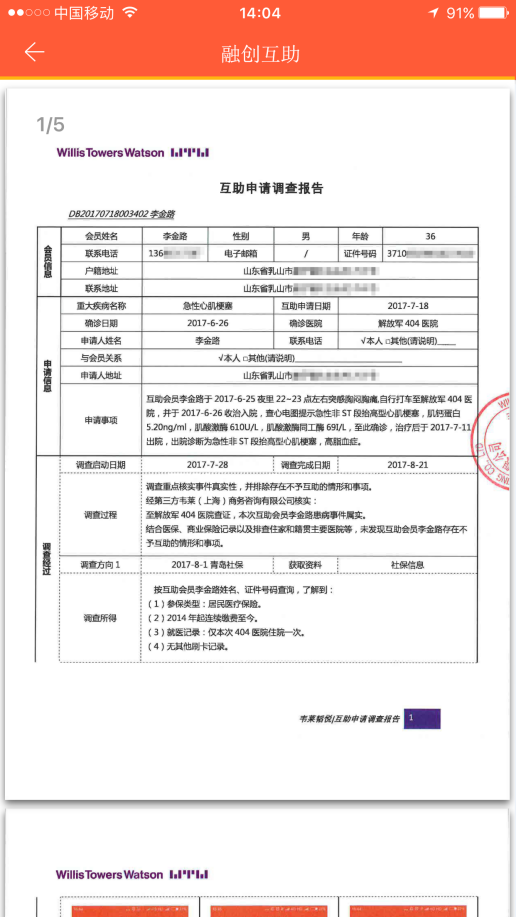 中国移动 14:04 91%
融创互助
1/5
Willis Towers Watson
互助申请调查报告
DB20170718003402 李金路
会员信息
会员姓名 李金路 性别 男 年龄 36
联系电话 136 电子邮箱 / 证件号码 3710
户籍地址 山东省乳山市
联系地址 山东省乳山市
申请信息
重大疾病名称 急性心肌梗塞 互助申请日期 2017-7-18
确诊日期 2017-6-26 确诊医院 解放军 404 医院
申请人姓名 李金路 联系电话 √本人 □其他(请说明)____
与会员关系 √本人 □其他(请说明)____________________
申请人地址 山东省乳山市
申请事项
互助会员李金路于 2017-6-25 夜里 22~23 点左右突感胸闷胸痛,自行打车至解放军 404 医
院，并于 2017-6-26 收治入院，查心电图提示急性非 ST 段抬高型心肌梗塞，肌钙蛋白
5.20ng/ml，肌酸激酶 610U/L，肌酸激酶同工酶 69I/L，至此确诊，治疗后于 2017-7-11
出院，出院诊断为急性非 ST 段抬高型心肌梗塞，高脂血症。
调查经过
调查启动日期 2017-7-28 调查完成日期 2017-8-21
调查过程
调查重点核实事件真实性，并排除存在不予互助的情形和事项。
经第三方韦莱（上海）商务咨询有限公司核实：
至解放军 404 医院查证，本次互助会员李金路患病事件属实。
结合医保、商业保险记录以及排查住家和籍贯主要医院等，未发现互助会员李金路存在不
予互助的情形和事项。
调查方向 1 2017-8-1 青岛社保 获取资料 社保信息
调查所得
按互助会员李金路姓名、证件号码查询，了解到：
（1）参保类型：居民医疗保险。
（2）2014 年起连续缴费至今。
（3）就医记录：仅本次 404 医院住院一次。
（4）无其他刷卡记录。
韦莱韬悦|互助申请调查报告 1
Willis Towers Watson